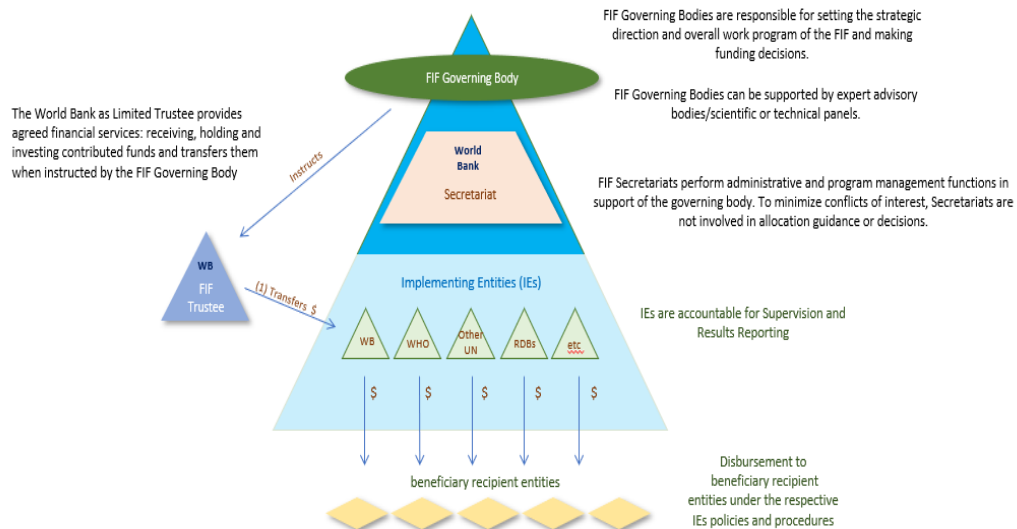 FIF Governing Bodies are responsible for setting the strategic
direction and overall work program of the FIF and making
funding decisions.
FIF Governing Body
FIF Governing Bodies can be supported by expert advisory
bodies/scientific or technical panels.
The World Bank as Limited Trustee provides
agreed financial services: receiving, holding and
investing contributed funds and transfers them
when instructed by the FIF Governing Body
Instructs
World
Bank
Secretariat
FIF Secretariats perform administrative and program management functions in
support of the governing body. To minimize conflicts of interest, Secretariats are
not involved in allocation guidance or decisions.
WB
FIF
Trustee
(1) Transfers $
Implementing Entities (IEs)
WB
WHO
Other
UN
RDBs
etc
IEs are accountable for Supervision and
Results Reporting
$
$
$
$
$
beneficiary recipient entities
Disbursement to
beneficiary recipient
entities under the respective
IEs policies and procedures